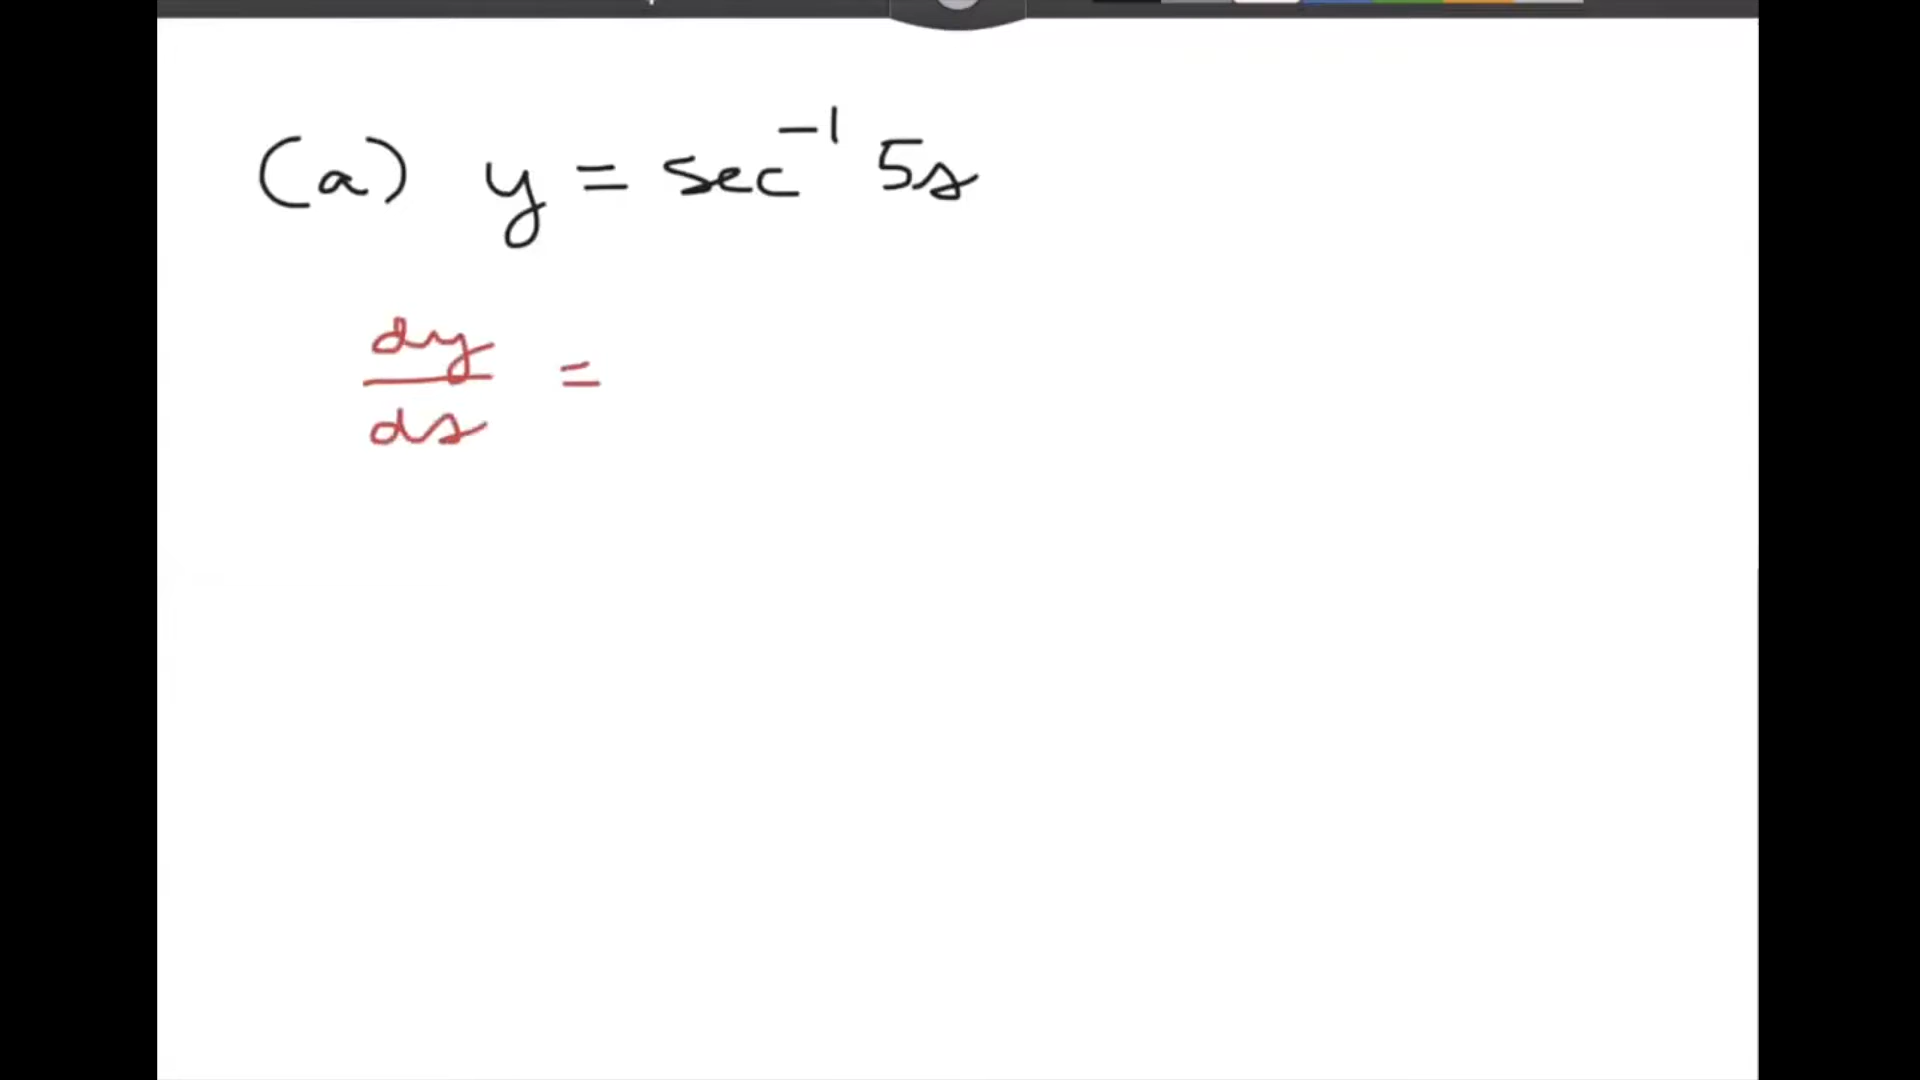 (a) y = sec⁻¹ 5s
dy/ds =